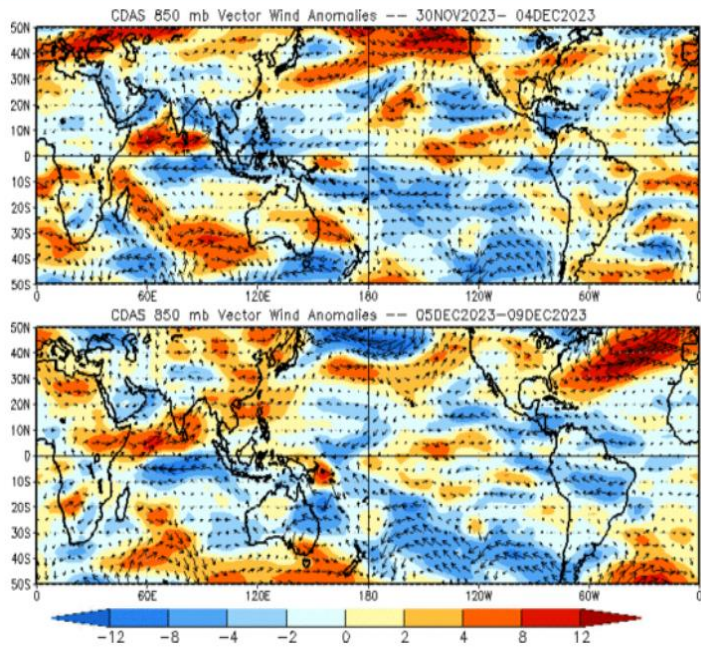 CDAS 850 mb Vector Wind Anomalies -- 30NOV2023- 04DEC2023
50N
40N
30N
20N
10N
0
10S
20S
30S
40S
50S
0 60E 120E 180 120W 60W 0
CDAS 850 mb Vector Wind Anomalies -- 05DEC2023-09DEC2023
50N
40N
30N
20N
10N
0
10S
20S
30S
40S
50S
0 60E 120E 180 120W 60W 0
-12 -8 -4 -2 0 2 4 8 12